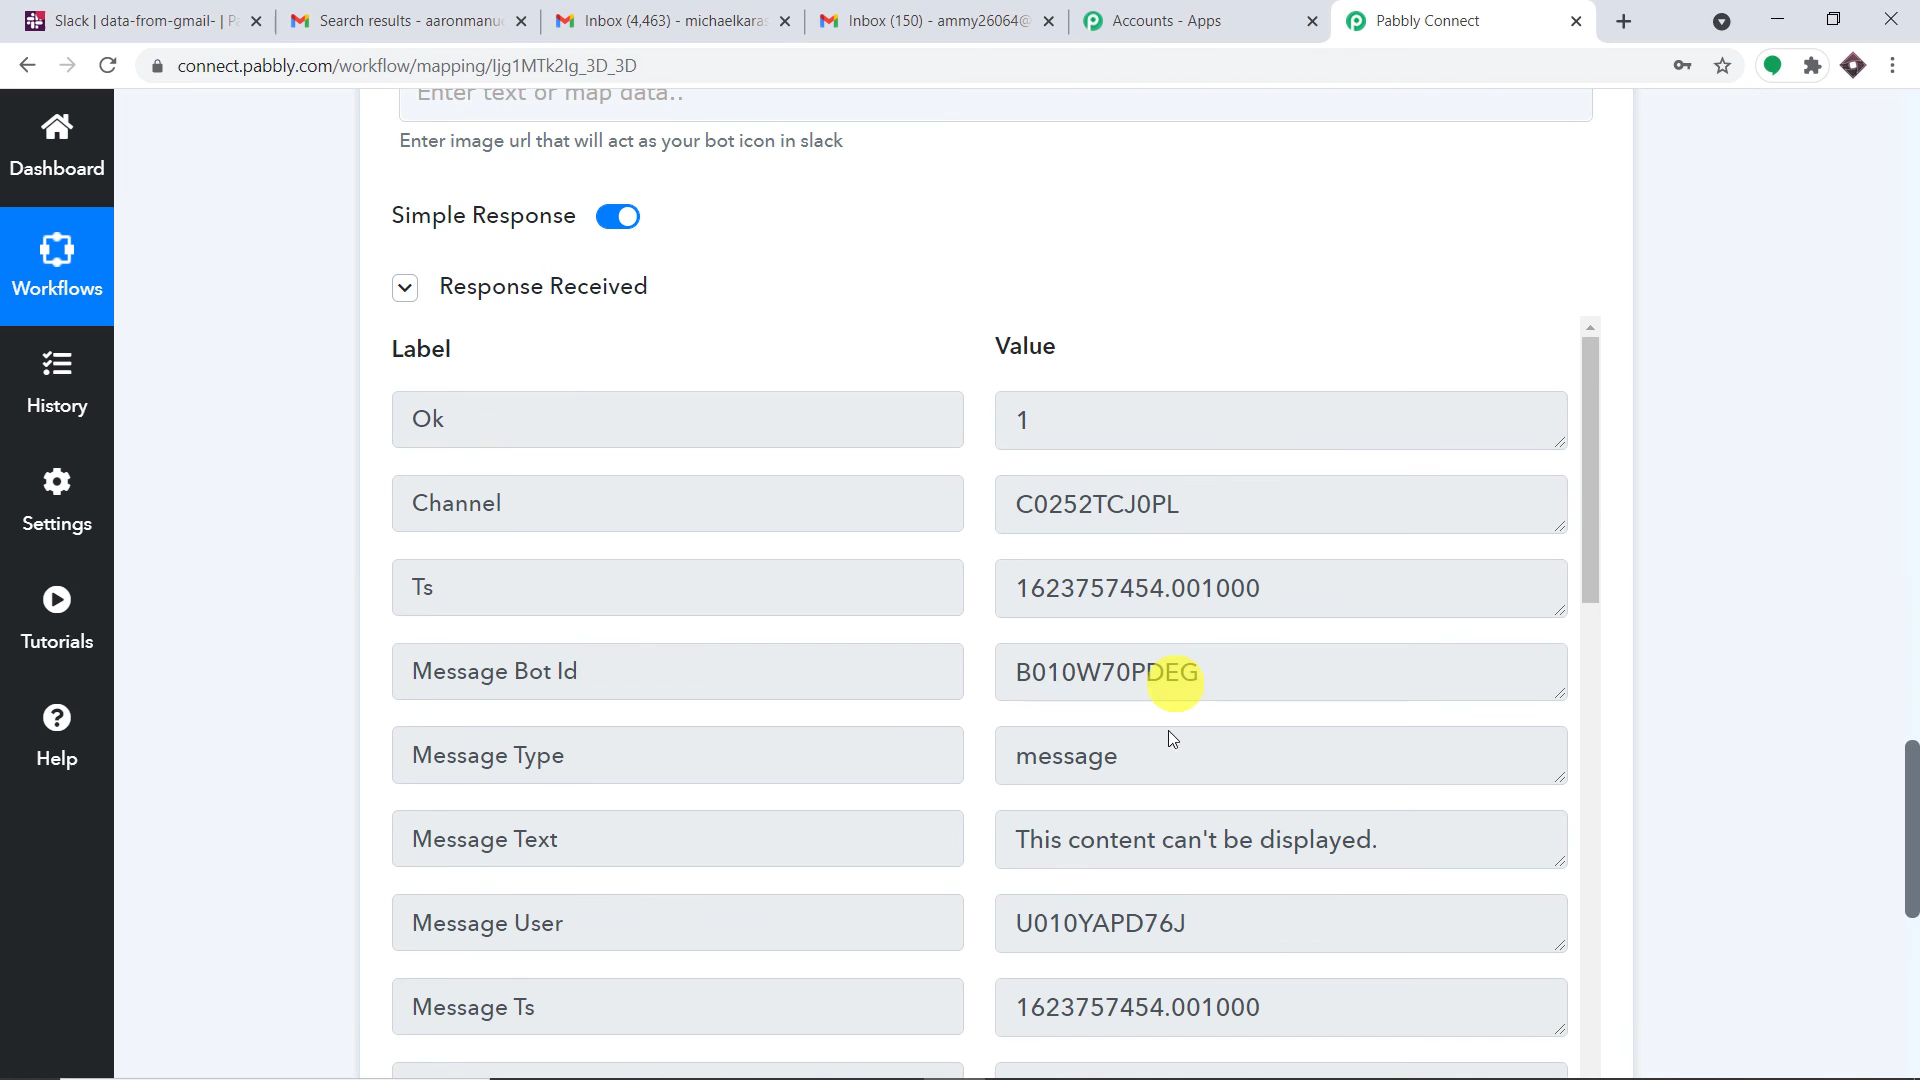 Slack | data-from-gmail- | Pa
Search results - aaronmanue
Inbox (4,463) - michaelkaras
Inbox (150) - ammy26064@
Accounts - Apps
Pabbly Connect
connect.pabbly.com/workflow/mapping/Ijg1MTk2Ig_3D_3D
Dashboard
Workflows
History
Settings
Tutorials
Help
Enter text or map data..
Enter image url that will act as your bot icon in slack
Simple Response
Response Received
Label Value
Ok 1
Channel C0252TCJ0PL
Ts 1623757454.001000
Message Bot Id B010W70PDEG
Message Type message
Message Text This content can't be displayed.
Message User U010YAPD76J
Message Ts 1623757454.001000